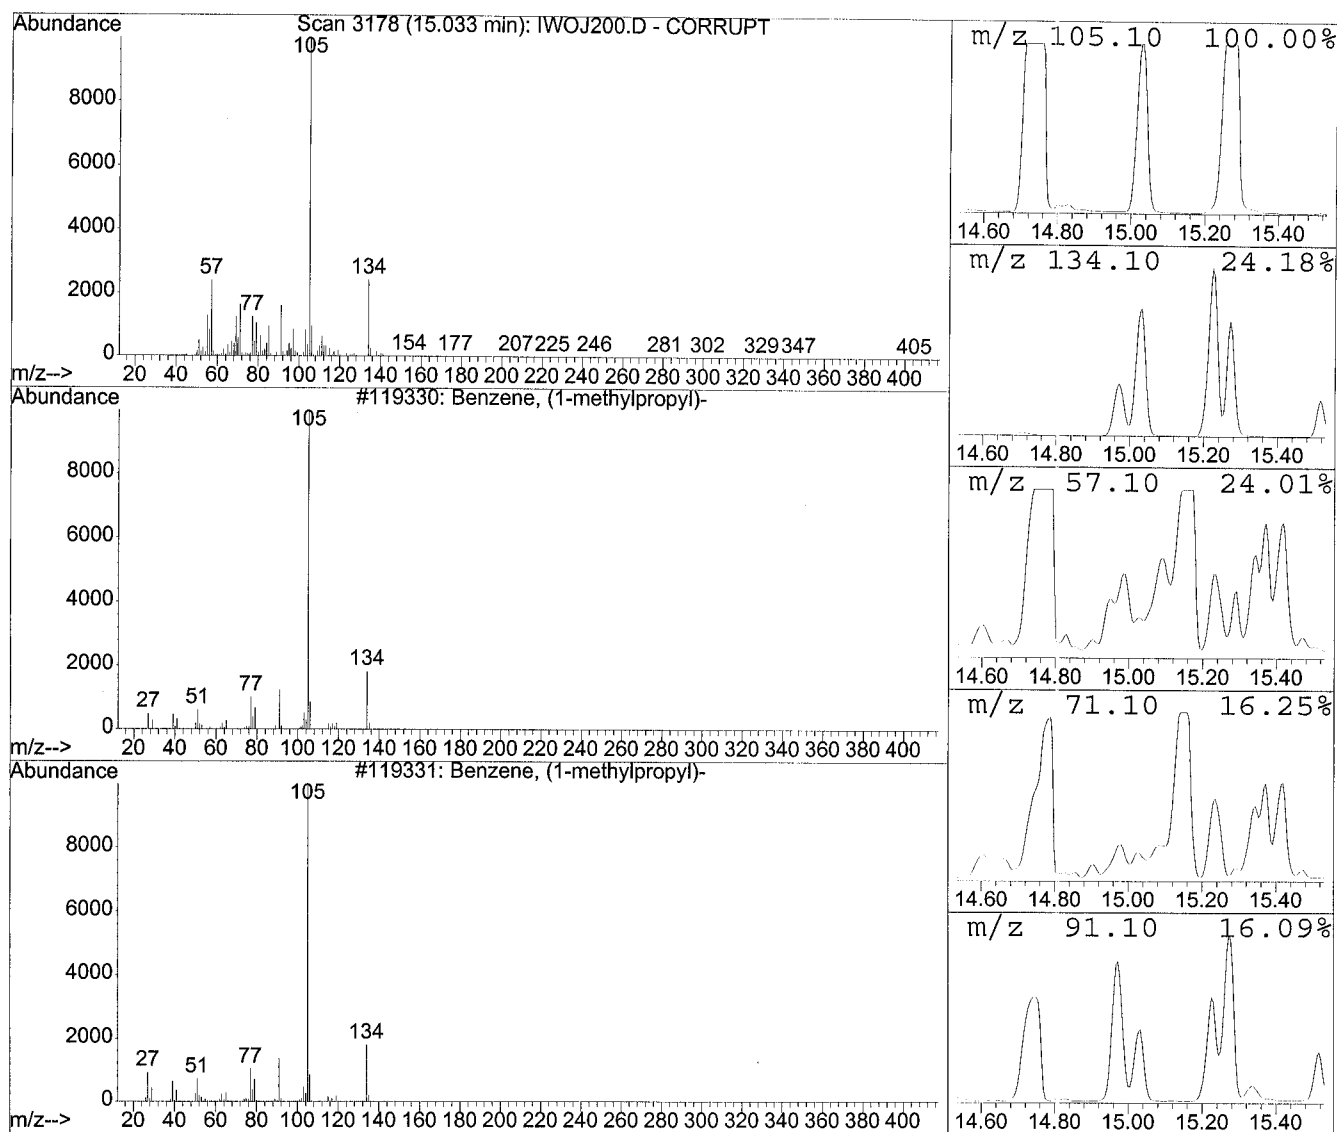 Abundance
Scan 3178 (15.033 min): IWOJ200.D - CORRUPT
105
8000
6000
4000
2000
0
57
77
134
154 177 207 225 246 281 302 329 347 405
m/z--> 20 40 60 80 100 120 140 160 180 200 220 240 260 280 300 320 340 360 380 400
Abundance
#119330: Benzene, (1-methylpropyl)-
105
8000
6000
4000
2000
0
27
51
77
134
m/z--> 20 40 60 80 100 120 140 160 180 200 220 240 260 280 300 320 340 360 380 400
Abundance
#119331: Benzene, (1-methylpropyl)-
105
8000
6000
4000
2000
0
27
51
77
134
m/z--> 20 40 60 80 100 120 140 160 180 200 220 240 260 280 300 320 340 360 380 400
m/z 105.10 100.00%
14.60 14.80 15.00 15.20 15.40
m/z 134.10 24.18%
14.60 14.80 15.00 15.20 15.40
m/z 57.10 24.01%
14.60 14.80 15.00 15.20 15.40
m/z 71.10 16.25%
14.60 14.80 15.00 15.20 15.40
m/z 91.10 16.09%
14.60 14.80 15.00 15.20 15.40